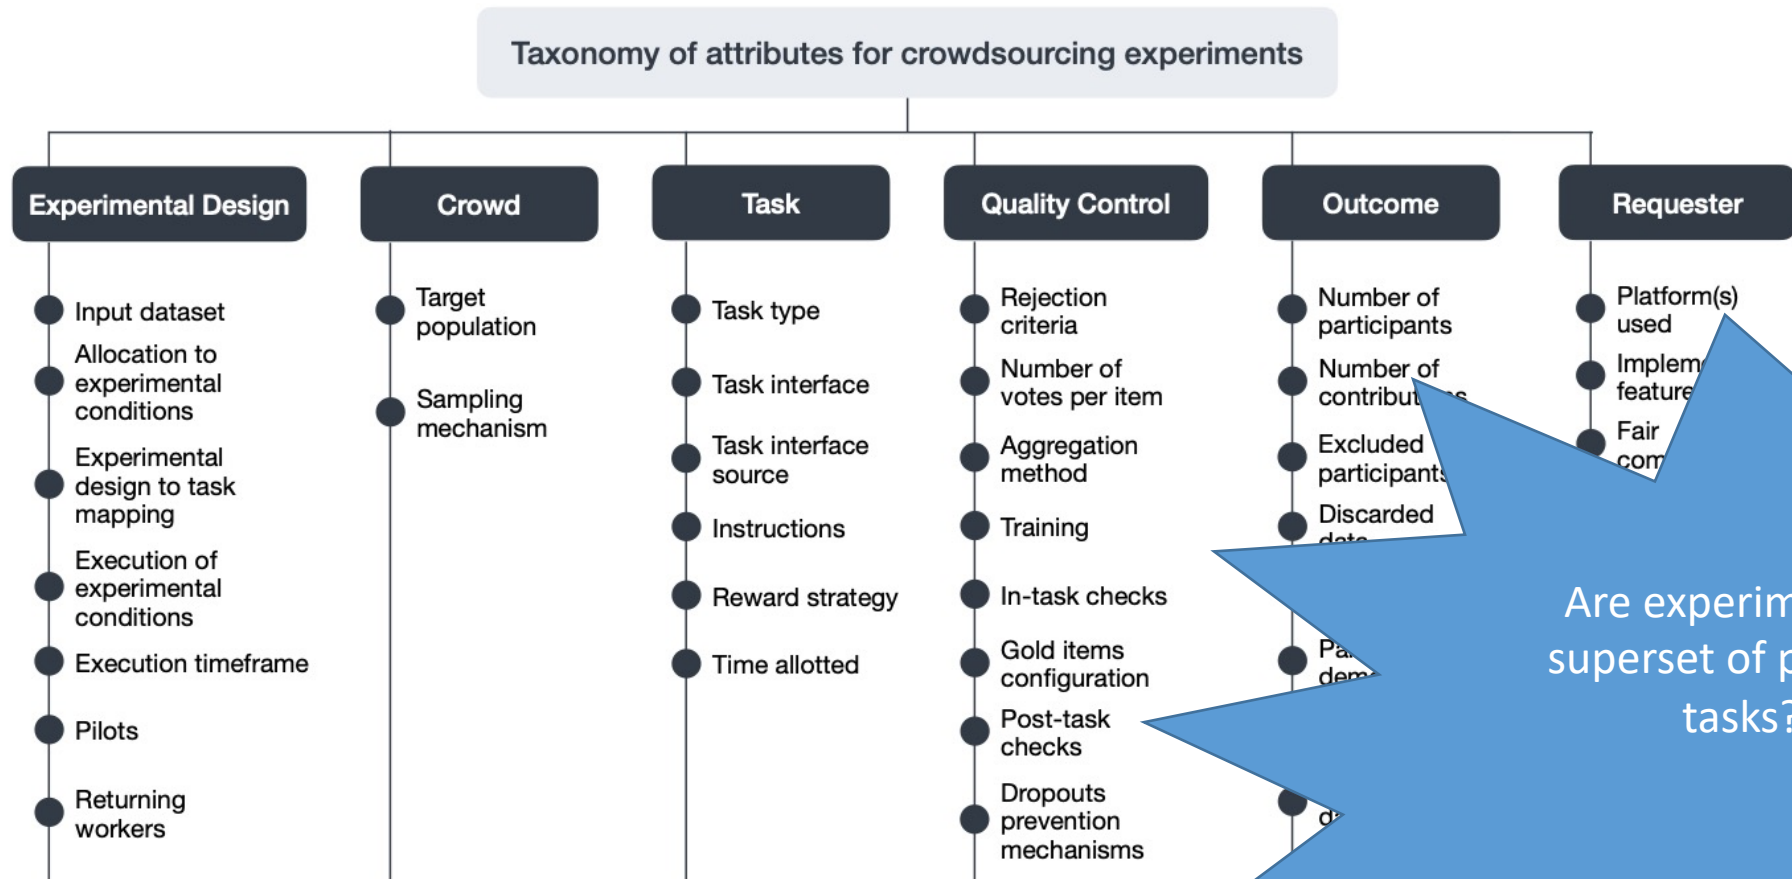 Taxonomy of attributes for crowdsourcing experiments
Experimental Design
Input dataset
Allocation to
experimental
conditions
Experimental
design to task
mapping
Execution of
experimental
conditions
Execution timeframe
Pilots
Returning
workers
Crowd
Target
population
Sampling
mechanism
Task
Task type
Task interface
Task interface
source
Instructions
Reward strategy
Time allotted
Quality Control
Rejection
criteria
Number of
votes per item
Aggregation
method
Training
In-task checks
Gold items
configuration
Post-task
checks
Dropouts
prevention
mechanisms
Outcome
Number of
participants
Number of
Excluded
participants
Discarded
data
Requester
Platform(s)
used
Fair
Are
superset of
tasks?